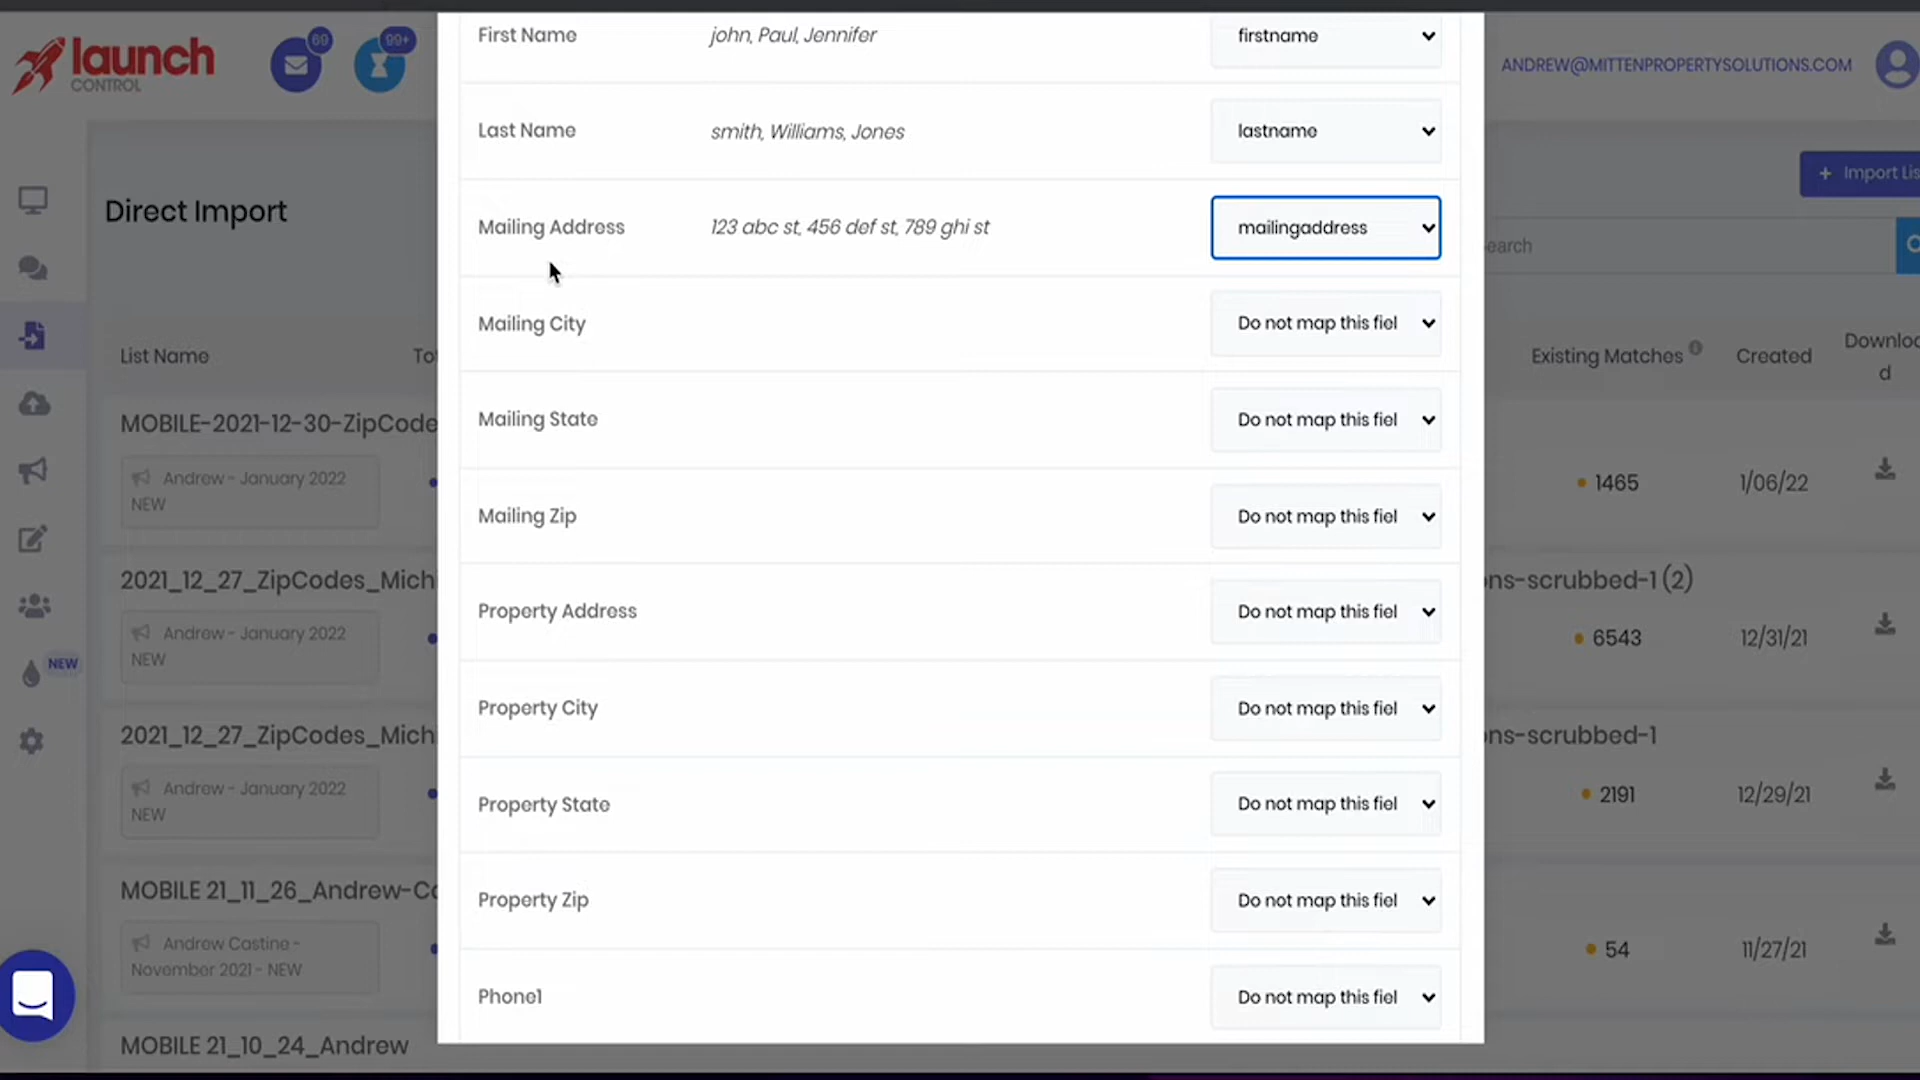 launch
CONTROL
69
99+
ANDREW@MITTENPROPERTYSOLUTIONS.COM
Direct Import
+ Import Lis
earch
List Name
To
Existing Matches
Created
Downloa
d
MOBILE-2021-12-30-ZipCode
Andrew - January 2022
NEW
1465
1/06/22
2021_12_27_ZipCodes_Michi
ons-scrubbed-1 (2)
Andrew - January 2022
NEW
6543
12/31/21
NEW
2021_12_27_ZipCodes_Michi
ons-scrubbed-1
Andrew - January 2022
NEW
2191
12/29/21
MOBILE 21_11_26_Andrew-Co
Andrew Castine -
November 2021 - NEW
54
11/27/21
MOBILE 21_10_24_Andrew
First Name john, Paul, Jennifer firstname
Last Name smith, Williams, Jones lastname
Mailing Address 123 abc st, 456 def st, 789 ghi st mailingaddress
Mailing City Do not map this fiel
Mailing State Do not map this fiel
Mailing Zip Do not map this fiel
Property Address Do not map this fiel
Property City Do not map this fiel
Property State Do not map this fiel
Property Zip Do not map this fiel
Phone1 Do not map this fiel